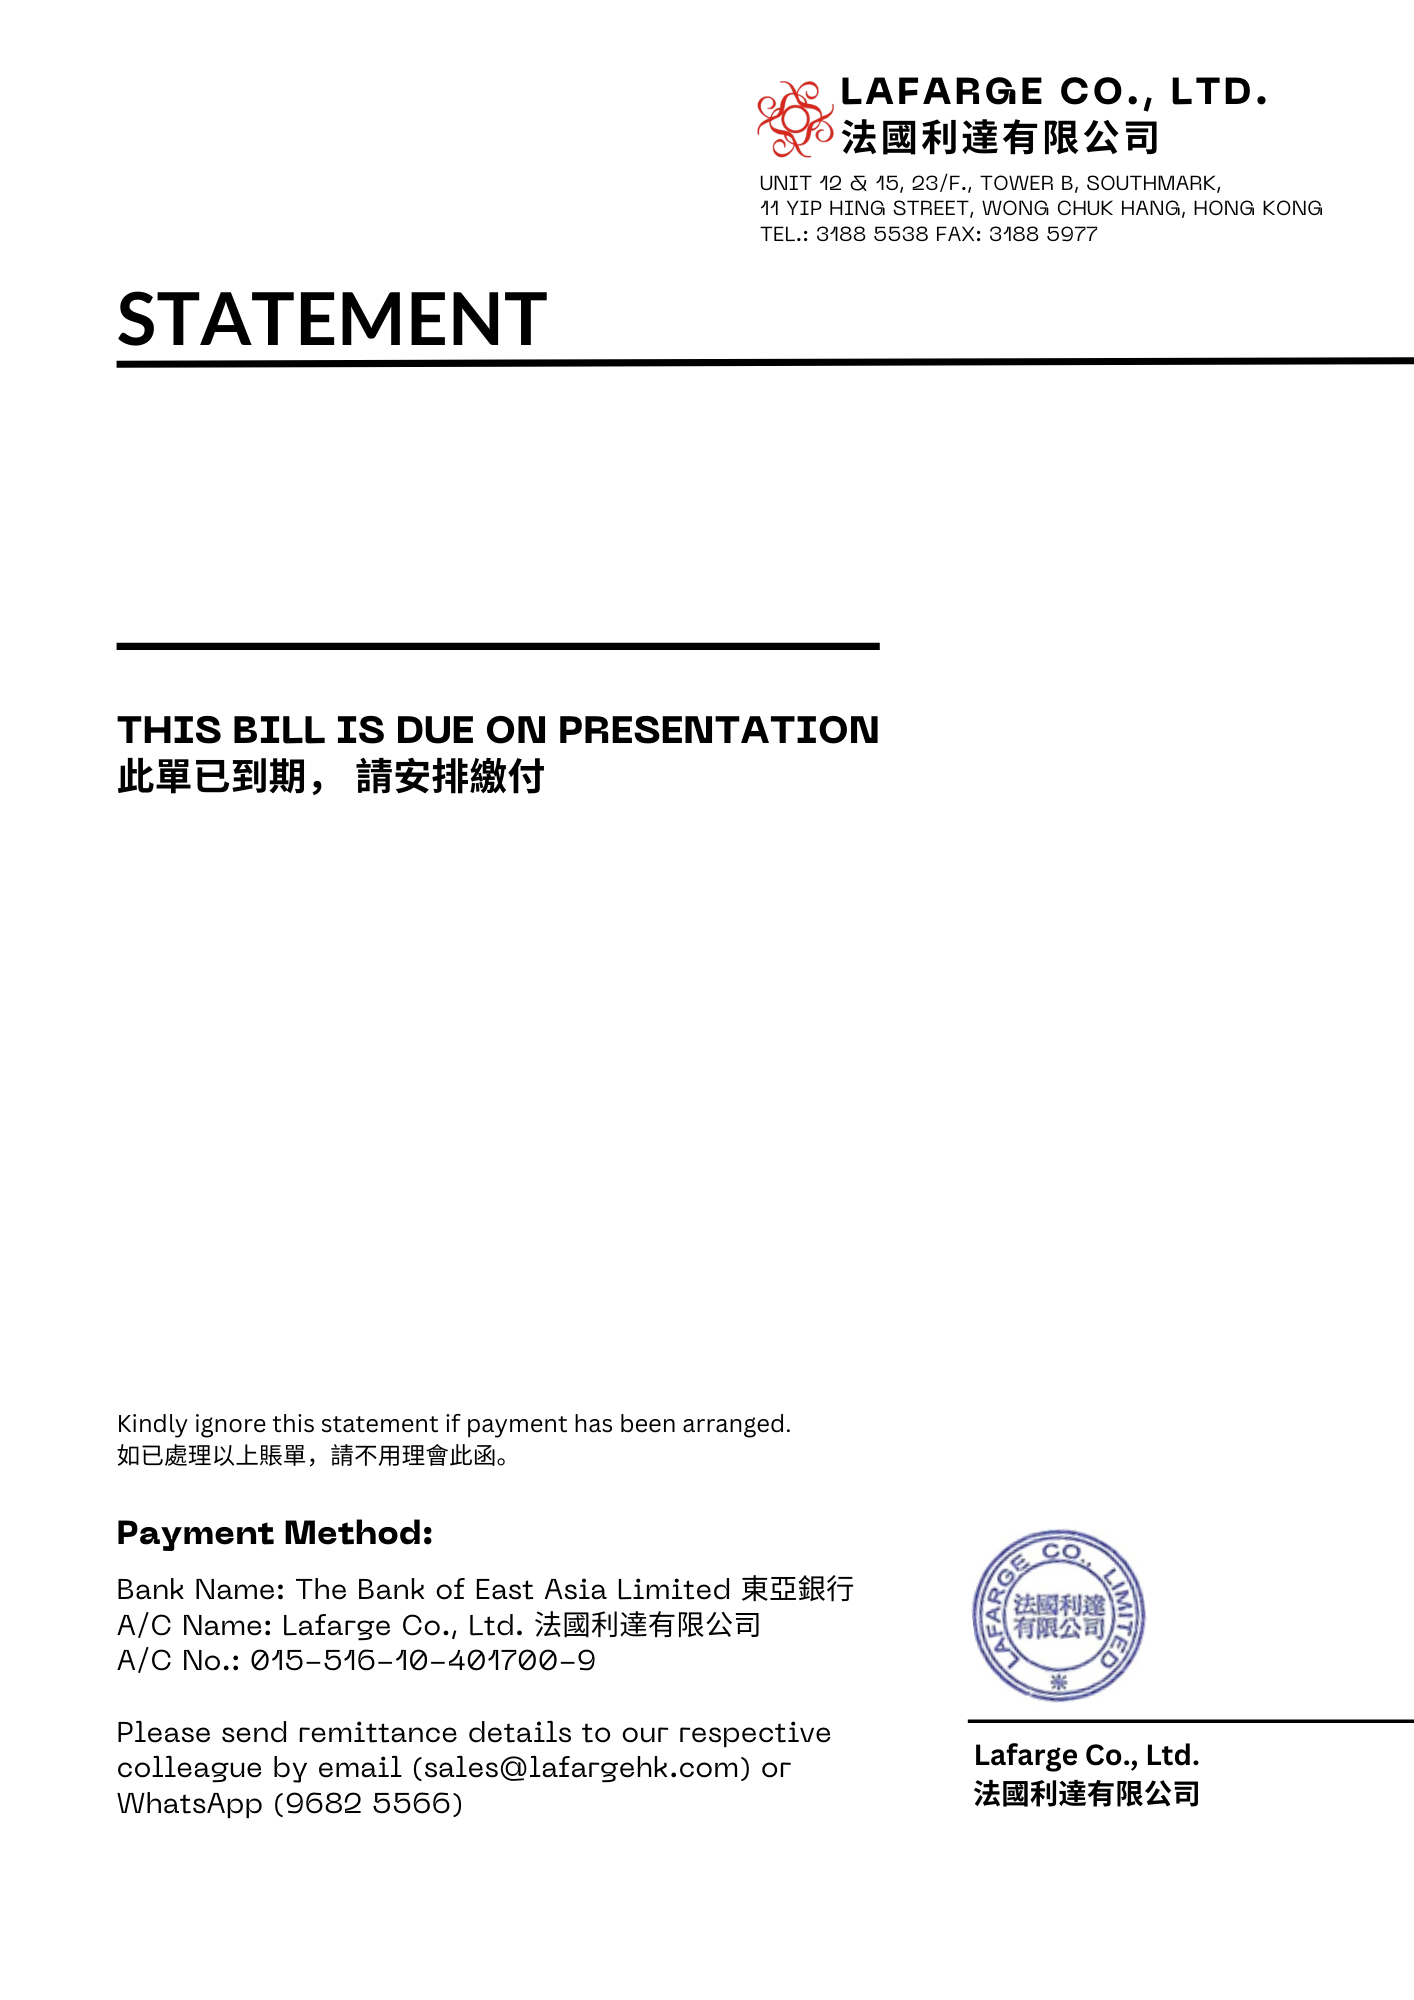 LAFARGE CO., LTD.
法國利達有限公司
UNIT 12 & 15, 23/F., TOWER B, SOUTHMARK,
11 YIP HING STREET, WONG CHUK HANG, HONG KONG
TEL.: 3188 5538 FAX: 3188 5977
STATEMENT
THIS BILL IS DUE ON PRESENTATION
此單已到期， 請安排繳付
Kindly ignore this statement if payment has been arranged.
如已處理以上賬單，請不用理會此函。
Payment Method:
Bank Name: The Bank of East Asia Limited 東亞銀行
A/C Name: Lafarge Co., Ltd. 法國利達有限公司
A/C No.: 015-516-10-401700-9
Please send remittance details to our respective
colleague by email (sales@lafargehk.com) or
WhatsApp (9682 5566)
LAFARGE CO., LIMITED
法國利達
有限公司
Lafarge Co., Ltd.
法國利達有限公司